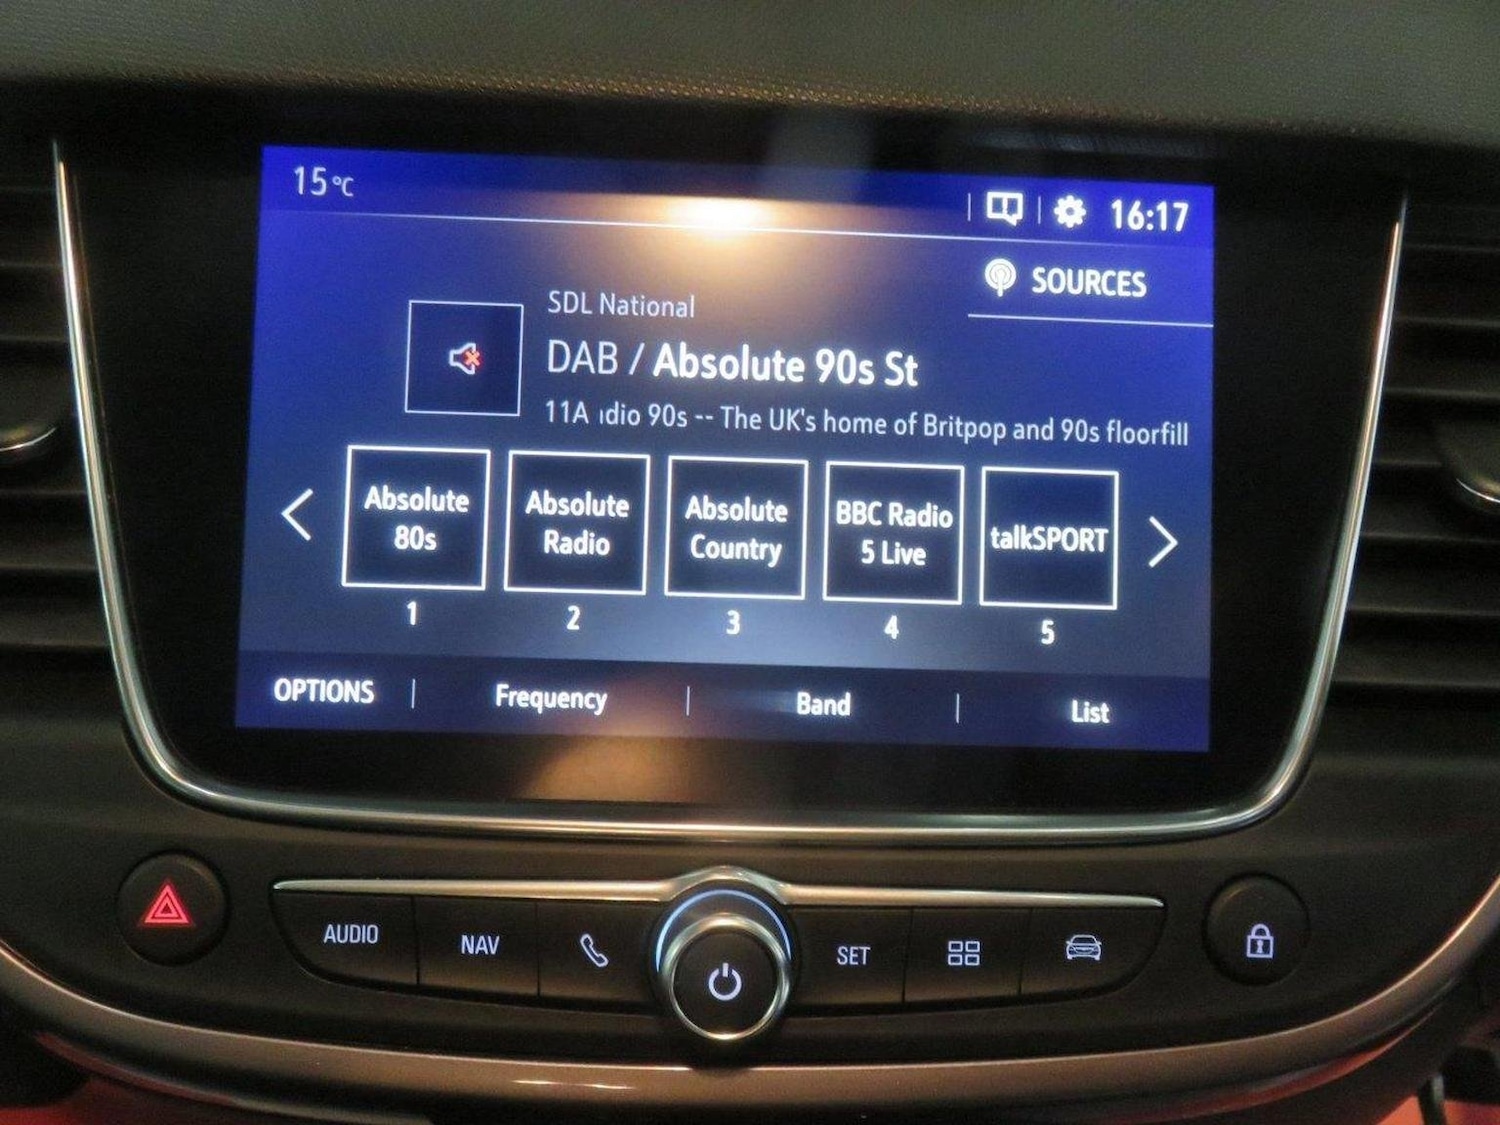 15°C
16:17
SOURCES
SDL National
DAB / Absolute 90s St
11A dio 90s -- The UK's home of Britpop and 90s floorfill
Absolute 80s
Absolute Radio
Absolute Country
BBC Radio 5 Live
talkSPORT
1
2
3
4
5
OPTIONS
Frequency
Band
List
AUDIO
NAV
SET